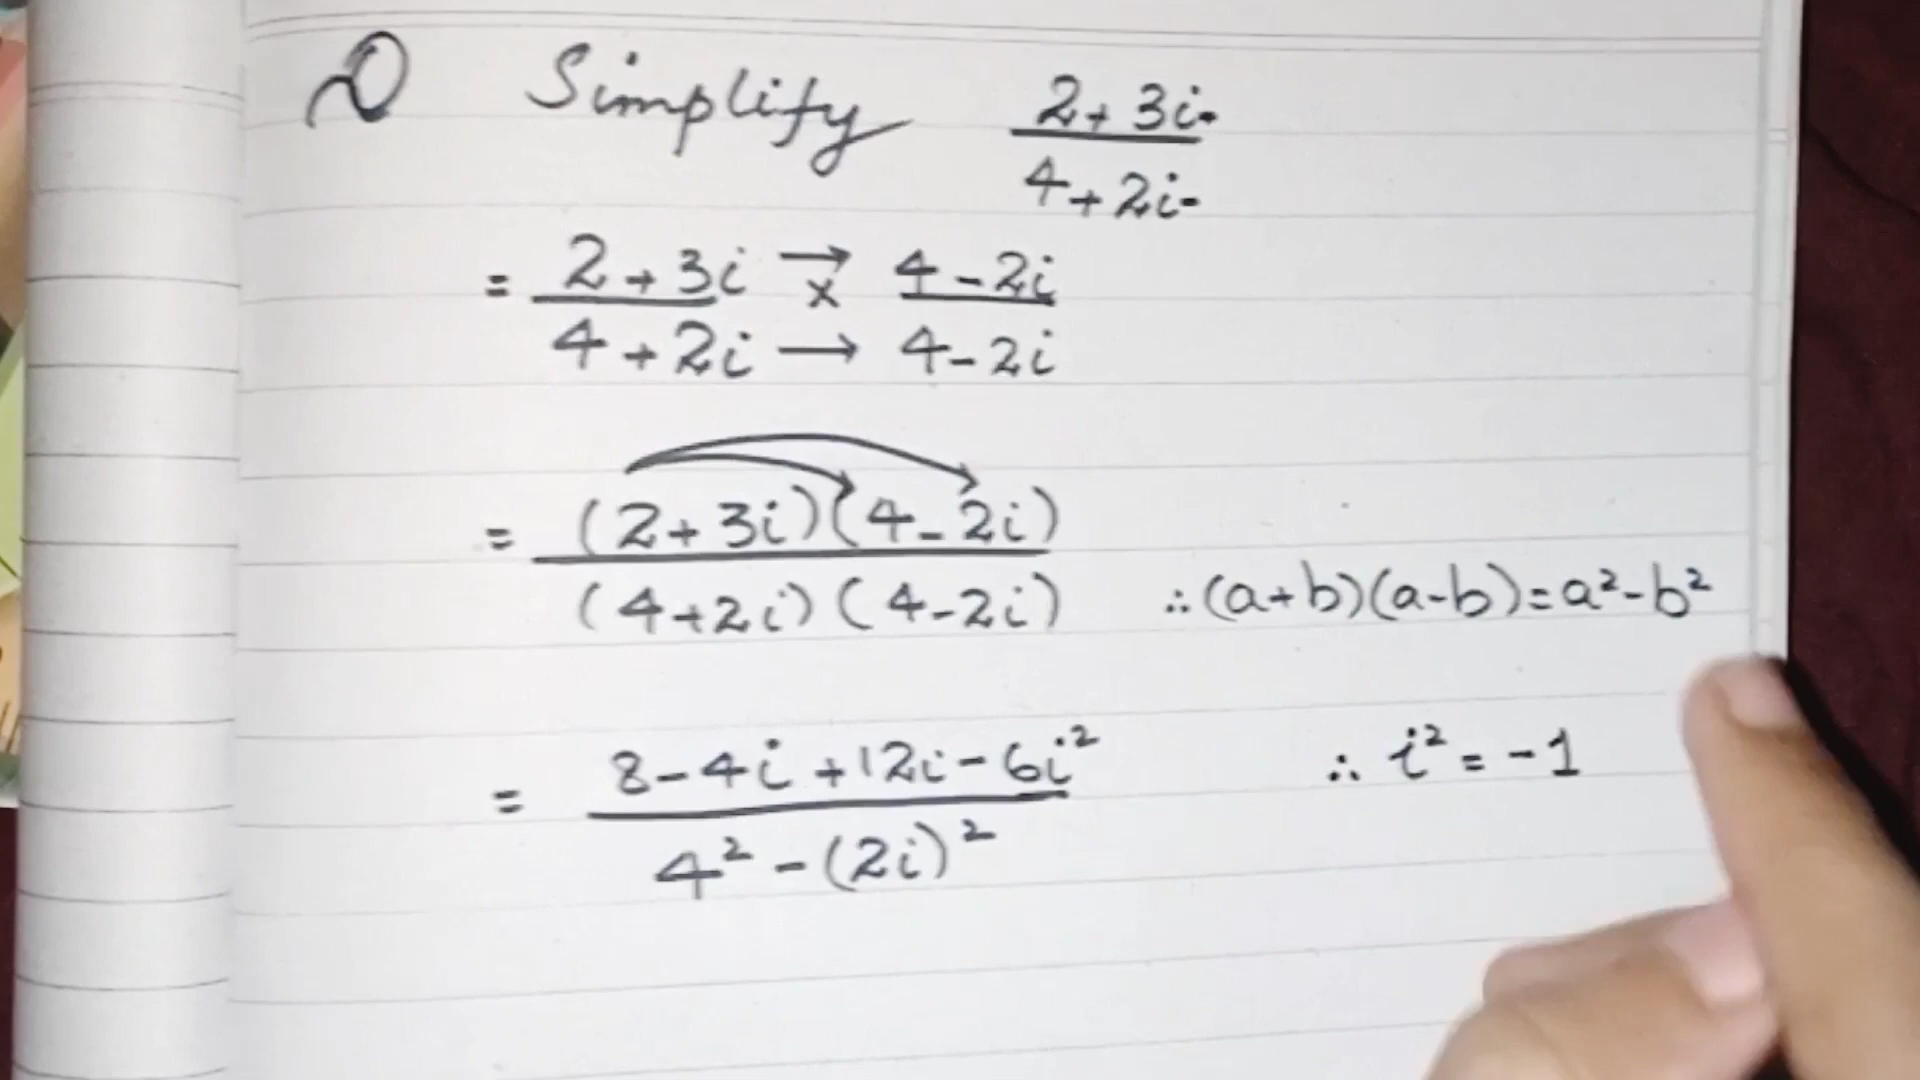 Q Simplify 2+3i
4+2i
= 2+3i → × 4-2i
4+2i → 4-2i
= (2+3i)(4-2i)
(4+2i)(4-2i) ∴(a+b)(a-b)=a²-b²
= 8-4i+12i-6i² ∴ i²=-1
4²-(2i)²